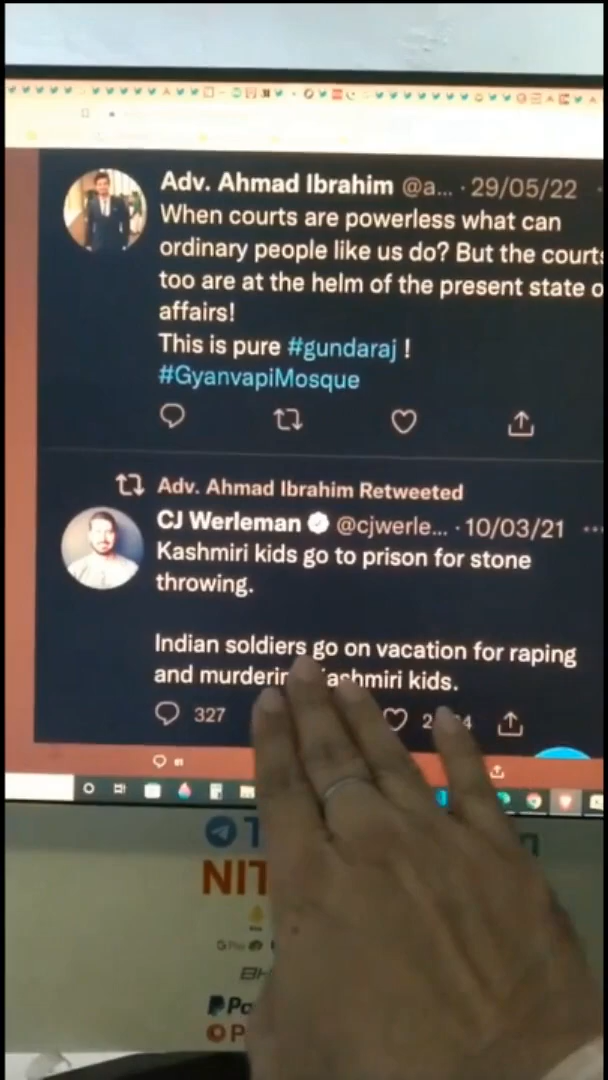 Adv. Ahmad Ibrahim @a... · 29/05/22
When courts are powerless what can
ordinary people like us do? But the courts
too are at the helm of the present state o
affairs!
This is pure #gundaraj !
#GyanvapiMosque
Adv. Ahmad Ibrahim Retweeted
CJ Werleman @cjwerle... · 10/03/21
Kashmiri kids go to prison for stone
throwing.
Indian soldiers go on vacation for raping
and murderin ashmiri kids.
327
NIT